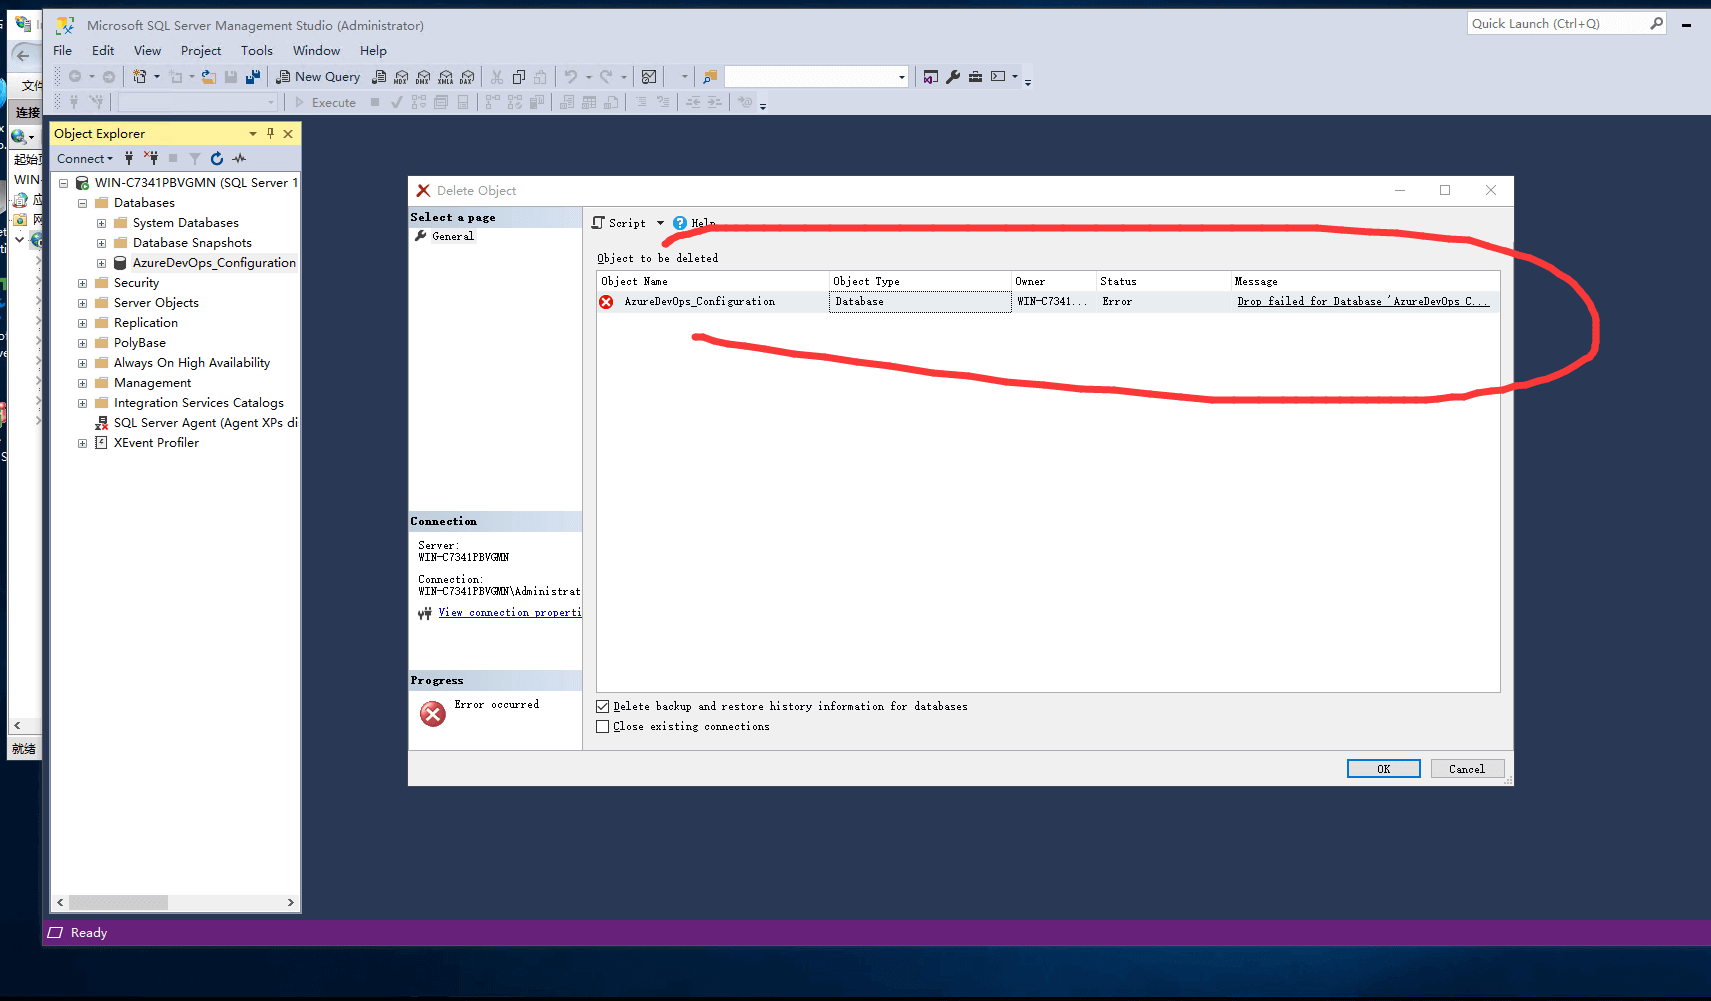 Microsoft SQL Server Management Studio (Administrator)
Quick Launch (Ctrl+Q)
File Edit View Project Tools Window Help
New Query
MDX DMX XMLA DAX
Execute
文件
连接
起始页
WIN-
就绪
Object Explorer
Connect
WIN-C7341PBVGMN (SQL Server 1
Databases
System Databases
Database Snapshots
AzureDevOps_Configuration
Security
Server Objects
Replication
PolyBase
Always On High Availability
Management
Integration Services Catalogs
SQL Server Agent (Agent XPs di
XEvent Profiler
Delete Object
Select a page
General
Script Help
Object to be deleted
Object Name Object Type Owner Status Message
AzureDevOps_Configuration Database WIN-C7341... Error Drop failed for Database 'AzureDevOps_C...
Connection
Server:
WIN-C7341PBVGMN
Connection:
WIN-C7341PBVGMN\Administrat
View connection properti
Progress
Error occurred
Delete backup and restore history information for databases
Close existing connections
OK Cancel
Ready